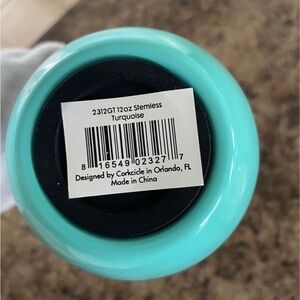 2312GT 12oz Stemless
Turquoise
8 16549 02327 7
Designed by Corkcicle in Orlando, FL
Made in China